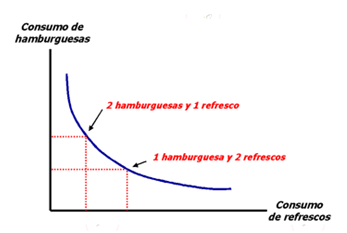 Consumo de
hamburguesas
2 hamburguesas y 1 refresco
1 hamburguesa y 2 refrescos
Consumo
de refrescos